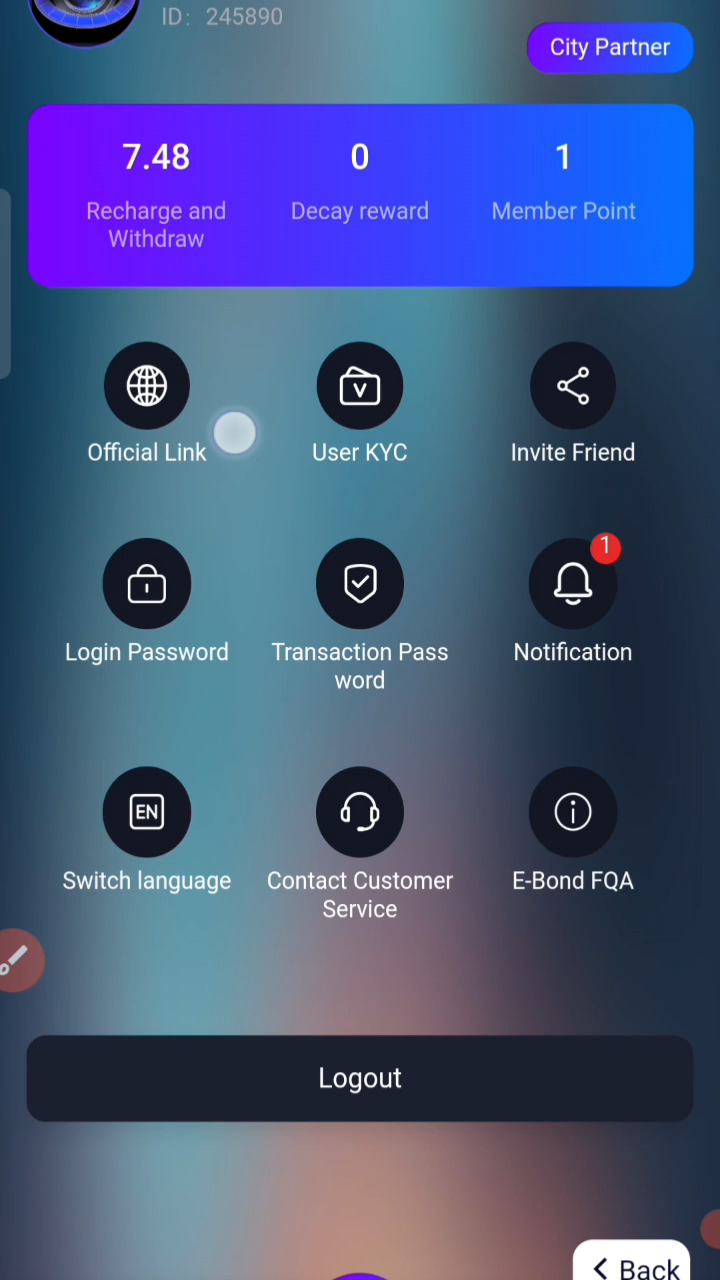 ID: 245890
City Partner
7.48
0
1
Recharge and
Withdraw
Decay reward
Member Point
V
Official Link
User KYC
Invite Friend
1
Login Password
Transaction Pass
word
Notification
EN
Switch language
Contact Customer
Service
E-Bond FQA
Logout
Back